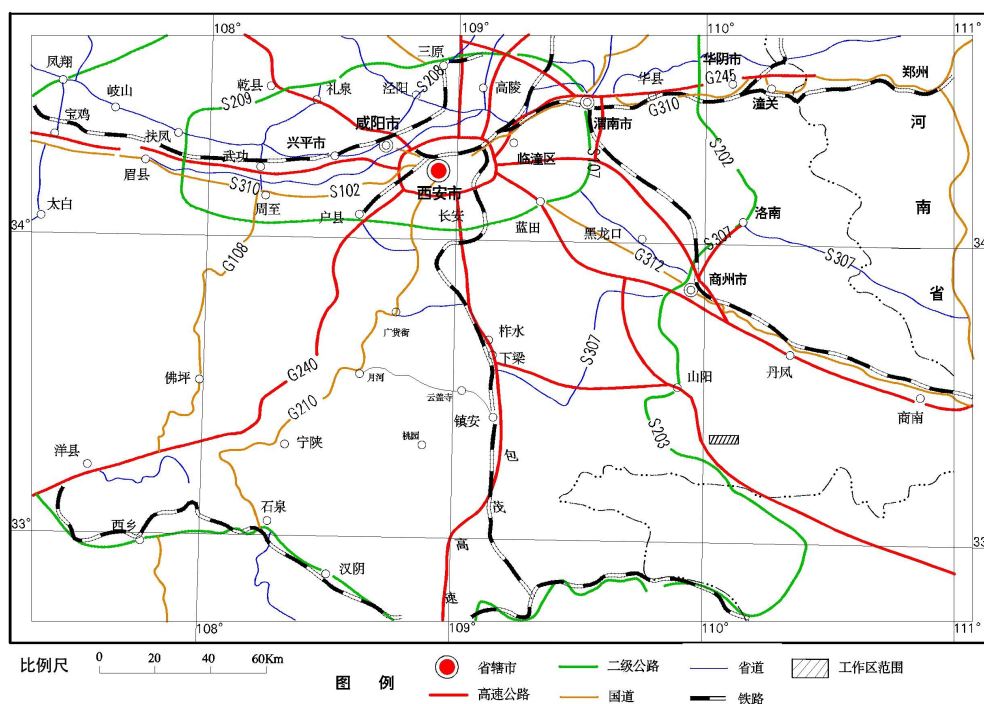 108°
109°
110°
111°
凤翔
岐山
宝鸡
扶凤
眉县
太白
乾县
礼泉
泾阳
三原
S208
高陵
S209
咸阳市
兴平市
武功
S310
S102
周至
户县
西安市
长安
临潼区
渭南市
S107
华县
G310
华阴市
G245
潼关
郑州
河
南
省
S202
洛南
S307
S307
蓝田
黑龙口
G312
商州市
34°
34
G108
广货街
柞水
下梁
S307
山阳
丹凤
商南
佛坪
G240
G210
月河
云盖寺
镇安
桃园
宁陕
S203
洋县
包
茂
高
速
石泉
西乡
汉阴
33°
33
108°
109°
110°
111°
比例尺
0 20 40 60Km
图 例
省辖市
二级公路
省道
工作区范围
高速公路
国道
铁路